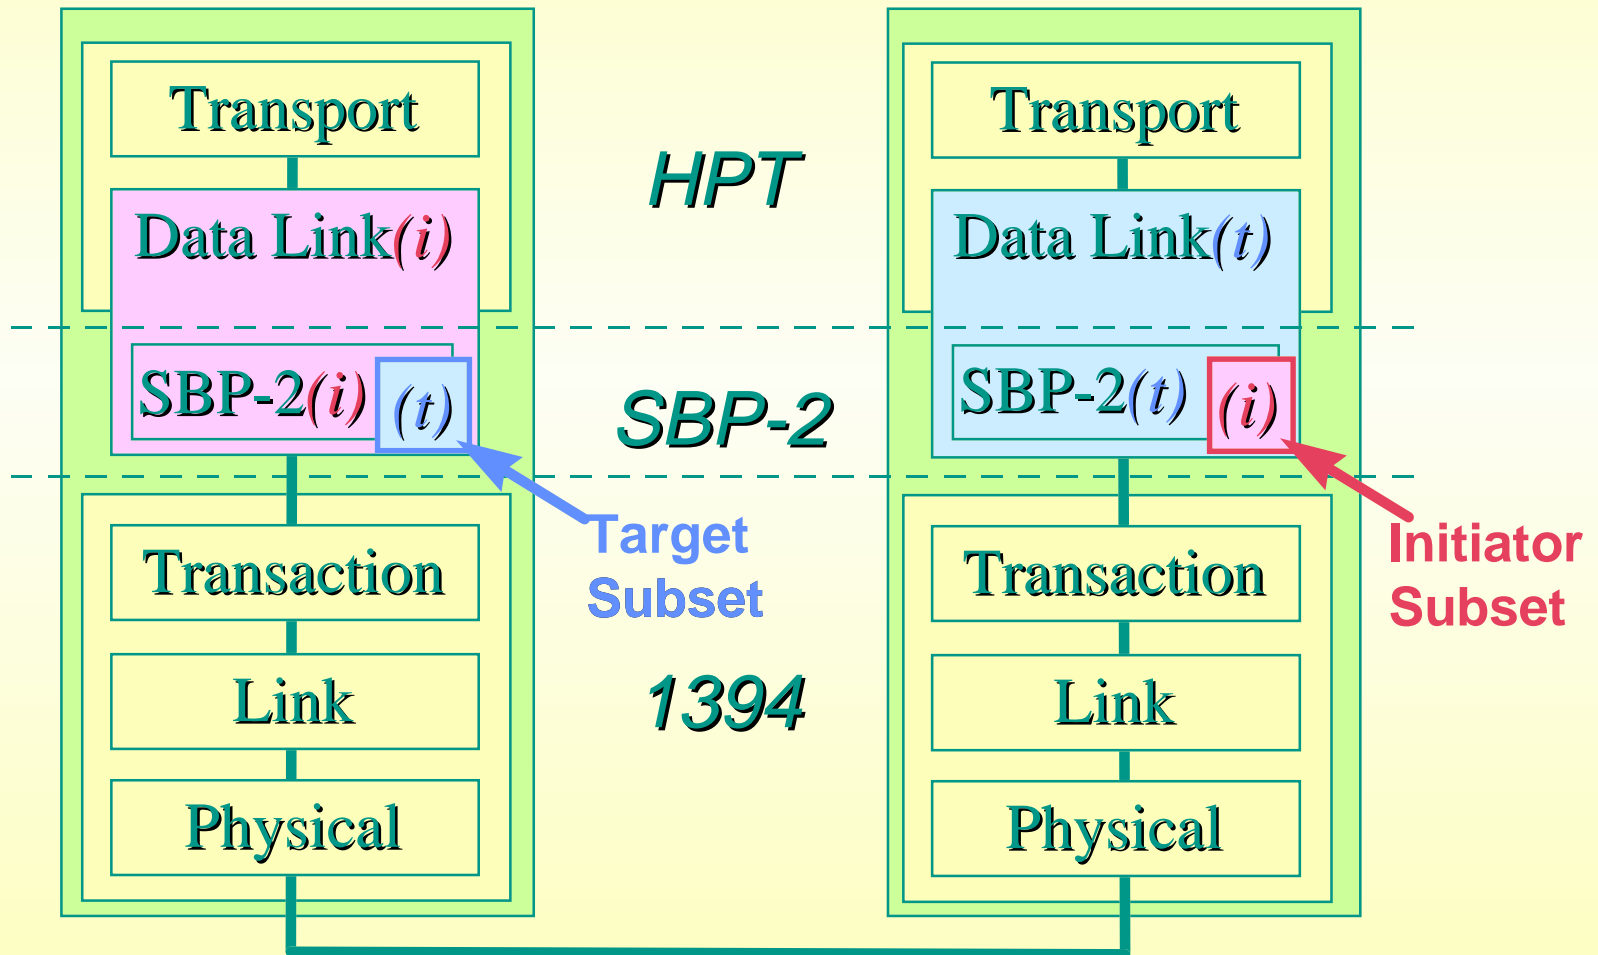 Transport
Data Link(i)
SBP-2(i)
(t)
Transaction
Link
Physical
HPT
SBP-2
1394
Target
Subset
Transport
Data Link(t)
SBP-2(t)
(i)
Transaction
Link
Physical
Initiator
Subset